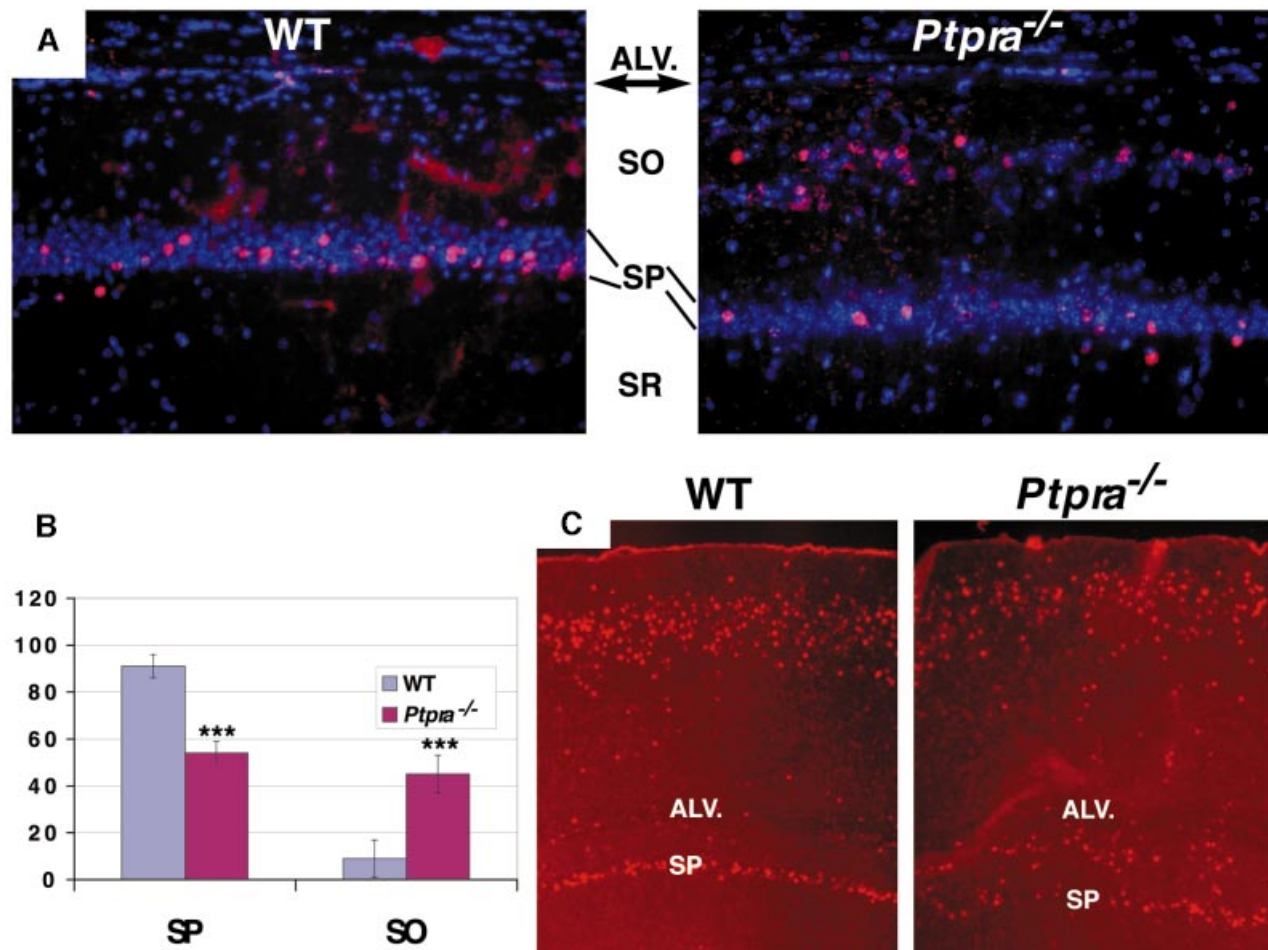 A
WT
Ptpra-/-
ALV.
SO
SP
SR
B
120
100
80
60
40
20
0
***
***
WT
Ptpra-/-
SP
SO
C
WT
Ptpra-/-
ALV.
SP
ALV.
SP